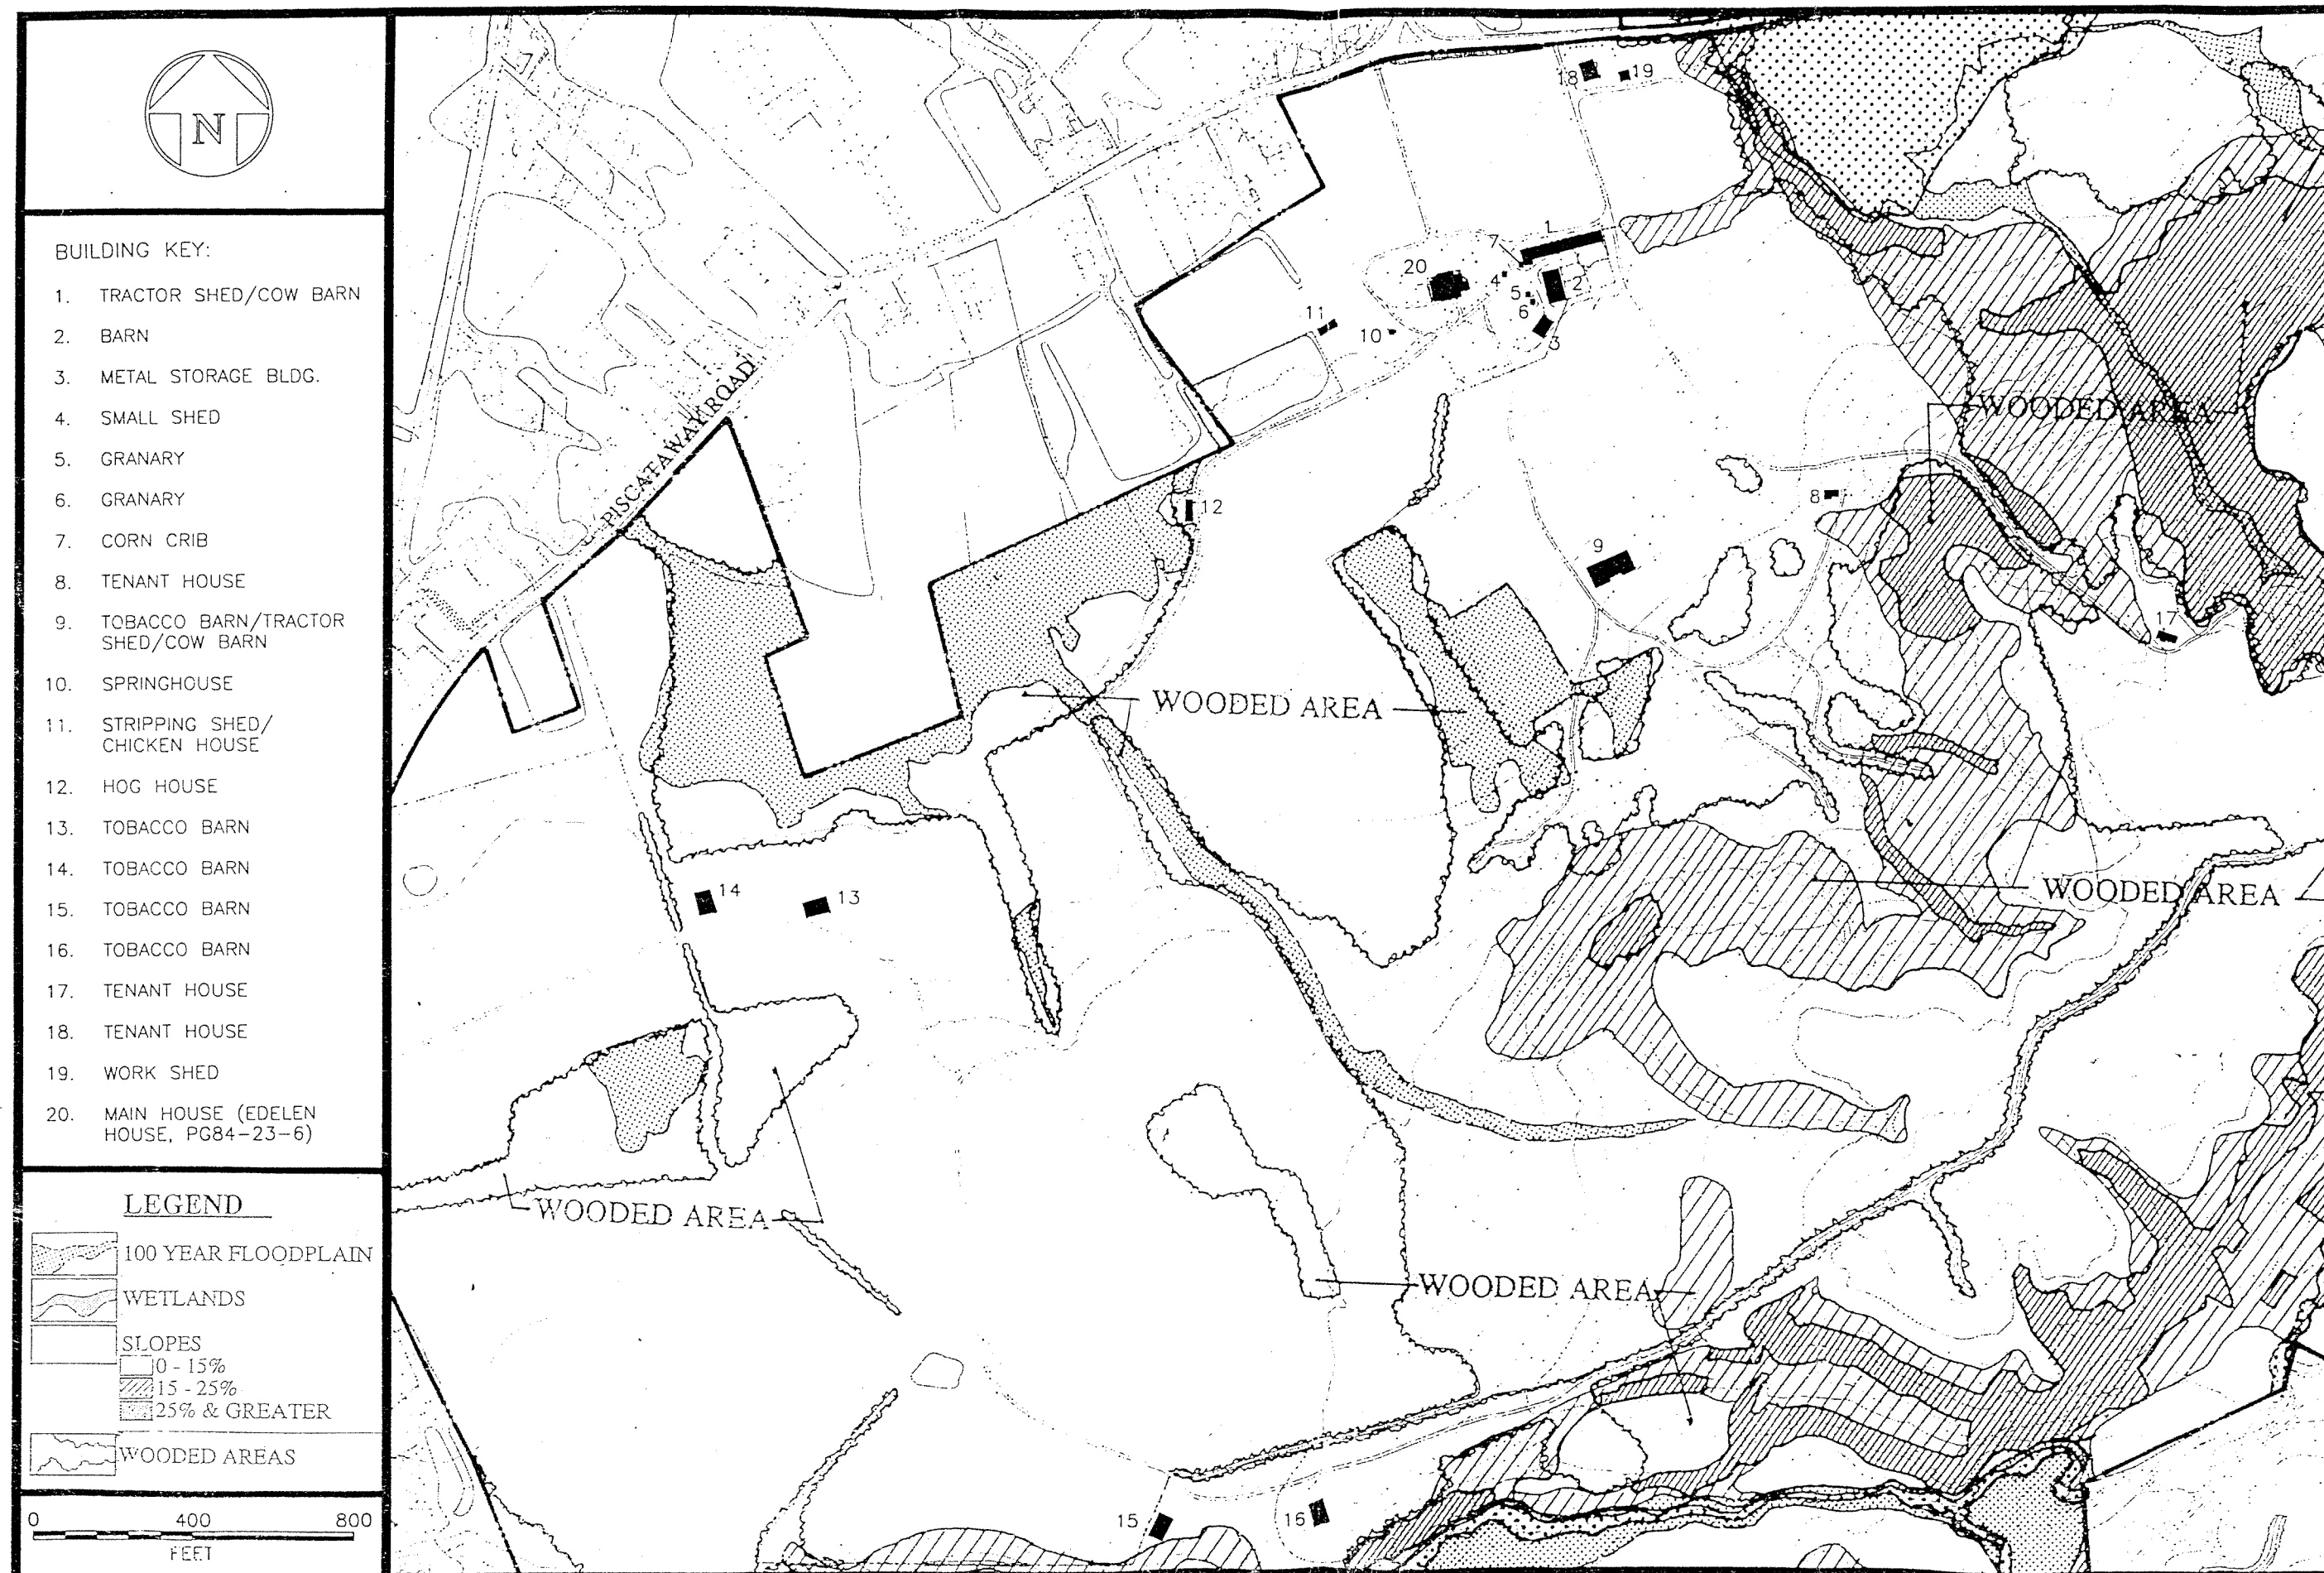 N
BUILDING KEY:
1. TRACTOR SHED/COW BARN
2. BARN
3. METAL STORAGE BLDG.
4. SMALL SHED
5. GRANARY
6. GRANARY
7. CORN CRIB
8. TENANT HOUSE
9. TOBACCO BARN/TRACTOR
SHED/COW BARN
10. SPRINGHOUSE
11. STRIPPING SHED/
CHICKEN HOUSE
12. HOG HOUSE
13. TOBACCO BARN
14. TOBACCO BARN
15. TOBACCO BARN
16. TOBACCO BARN
17. TENANT HOUSE
18. TENANT HOUSE
19. WORK SHED
20. MAIN HOUSE (EDELEN
HOUSE, PG84-23-6)
LEGEND
100 YEAR FLOODPLAIN
WETLANDS
SLOPES
0 - 15%
15 - 25%
25% & GREATER
WOODED AREAS
0 400 800
FEET
18
19
1
7
20
4
2
5
6
11
10
3
PISCATAWAY ROAD
WOODED AREA
8
12
9
17
WOODED AREA
14
13
WOODED AREA
WOODED AREA
WOODED AREA
15
16